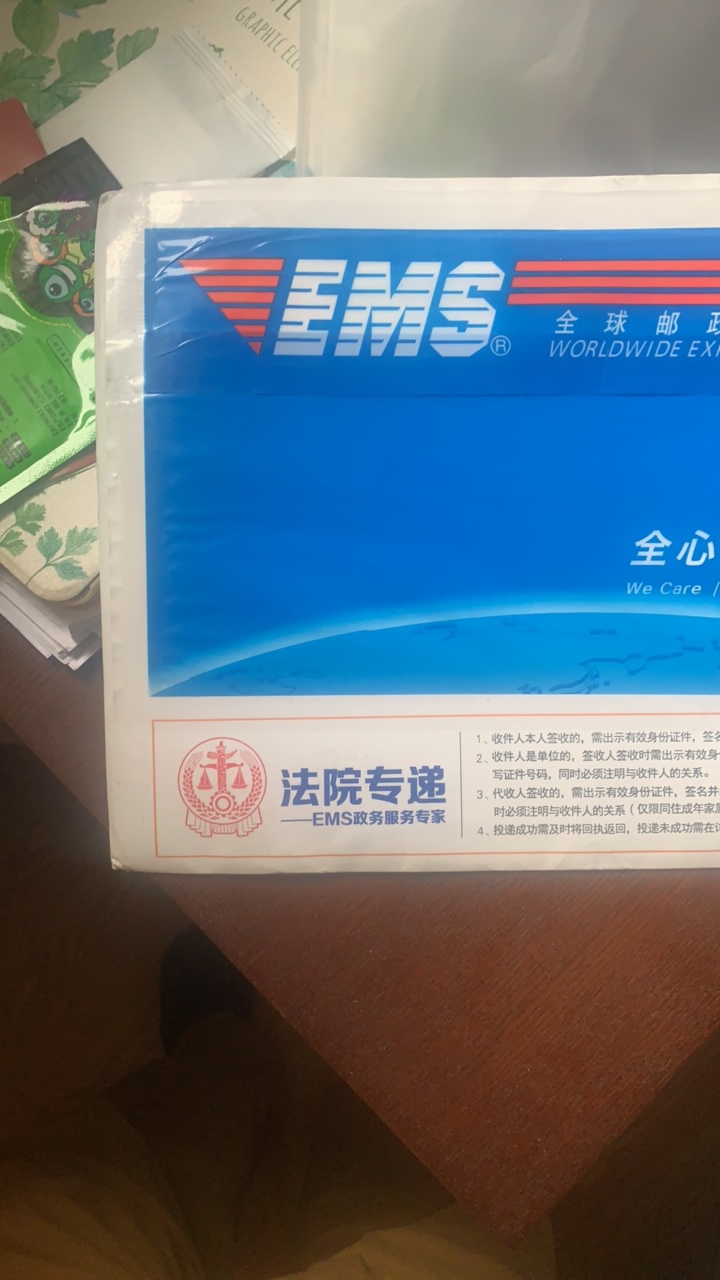 GRAPHIC ELE
EMS®
全球邮政
WORLDWIDE EX
全心
We Care /
法院专递
——EMS政务服务专家
1、收件人本人签收的，需出示有效身份证件，签名
2、收件人是单位的，签收人签收时需出示有效身
写证件号码，同时必须注明与收件人的关系。
3、代收人签收的，需出示有效身份证件，签名并
时必须注明与收件人的关系（仅限同住成年家属
4、投递成功需及时将回执返回，投递未成功需在